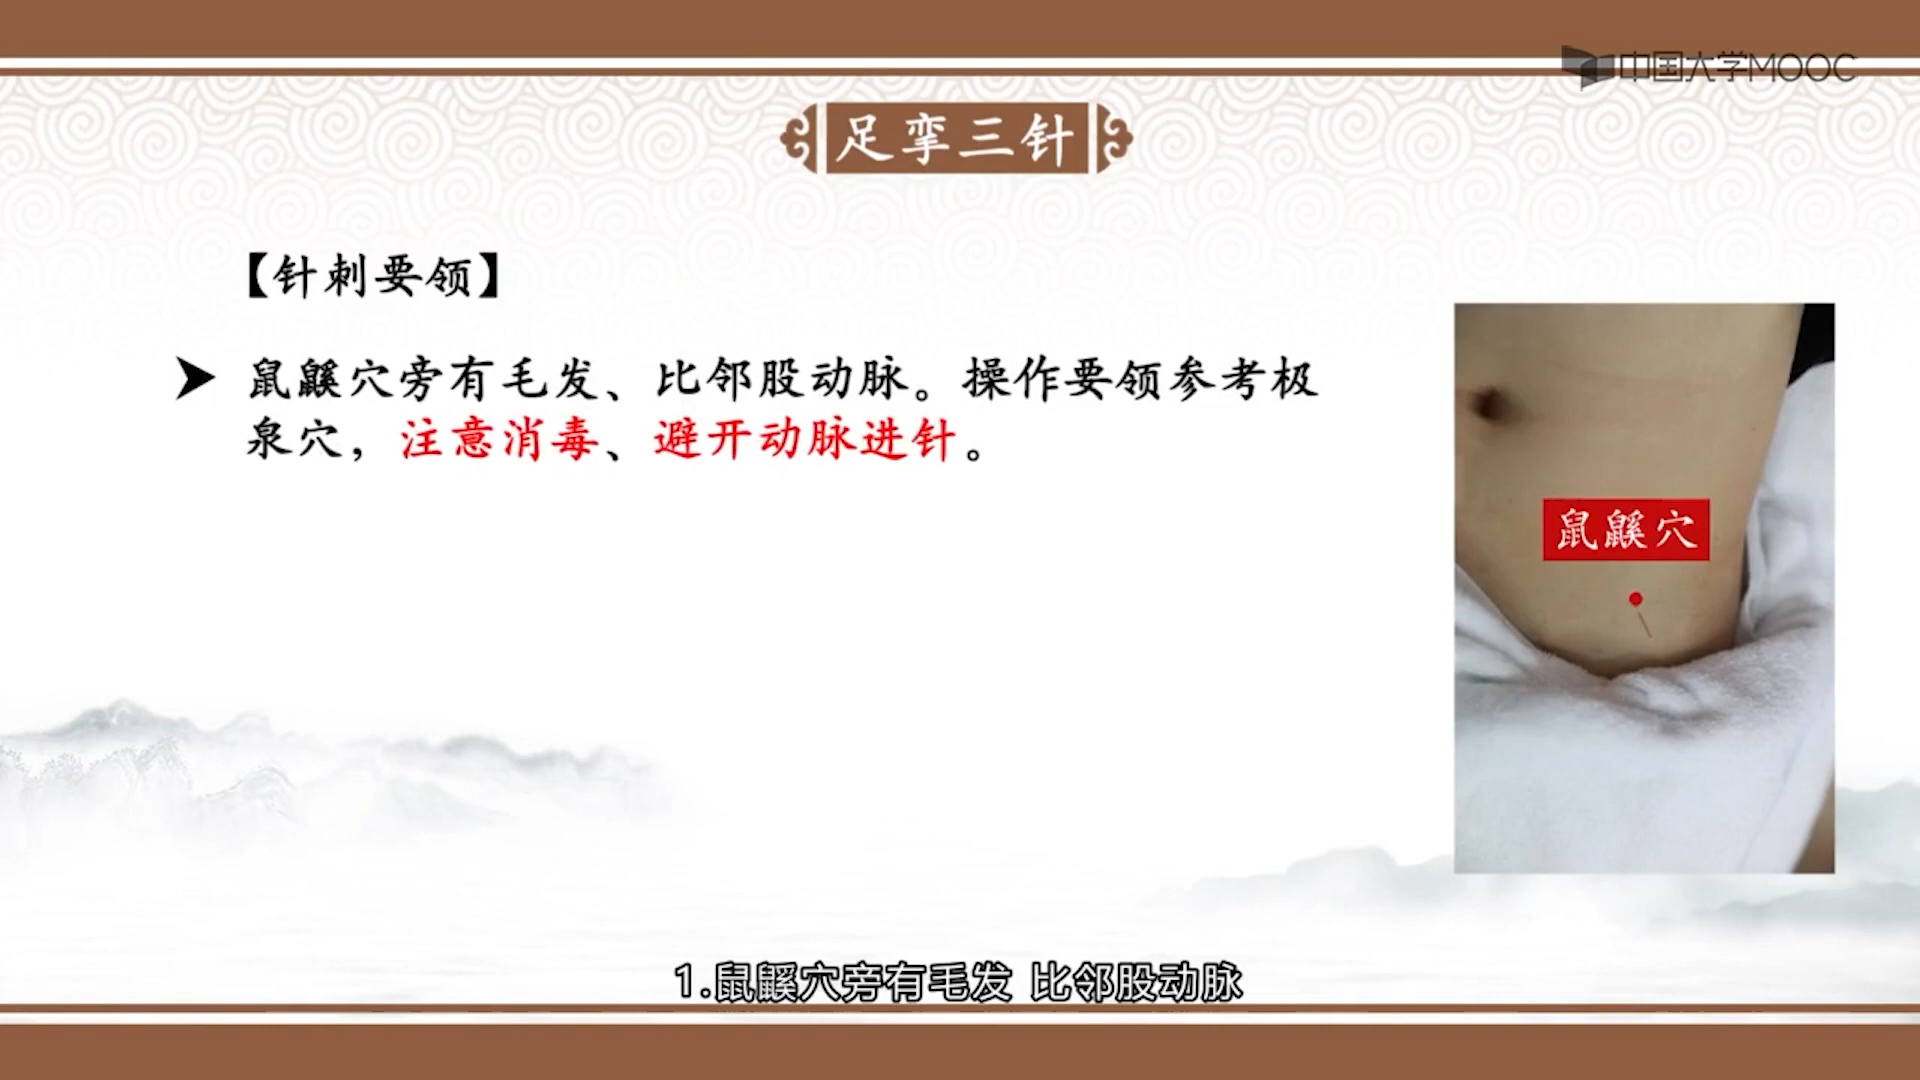 中国大学MOOC
足挛三针
【针刺要领】
➤ 鼠鼷穴旁有毛发、比邻股动脉。操作要领参考极
泉穴，注意消毒、避开动脉进针。
鼠鼷穴
1.鼠鼷穴旁有毛发 比邻股动脉